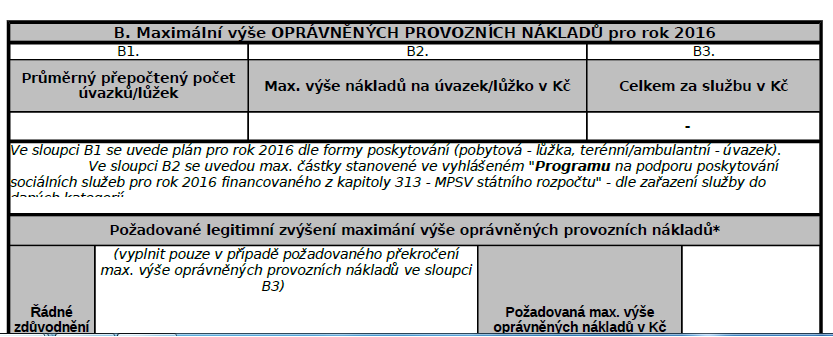 B. Maximální výše OPRÁVNĚNÝCH PROVOZNÍCH NÁKLADŮ pro rok 2016
B1. B2. B3.
Průměrný přepočtený počet úvazků/lůžek
Max. výše nákladů na úvazek/lůžko v Kč
Celkem za službu v Kč
-
Ve sloupci B1 se uvede plán pro rok 2016 dle formy poskytování (pobytová - lůžka, terénní/ambulantní - úvazek).
Ve sloupci B2 se uvedou max. částky stanovené ve vyhlášeném "Programu na podporu poskytování
sociálních služeb pro rok 2016 financovaného z kapitoly 313 - MPSV státního rozpočtu" - dle zařazení služby do
daných kategorií
Požadované legitimní zvýšení maximání výše oprávněných provozních nákladů*
(vyplnit pouze v případě požadovaného překročení
max. výše oprávněných provozních nákladů ve sloupci
B3)
Řádné
zdůvodnění
Požadovaná max. výše
oprávněných nákladů v Kč